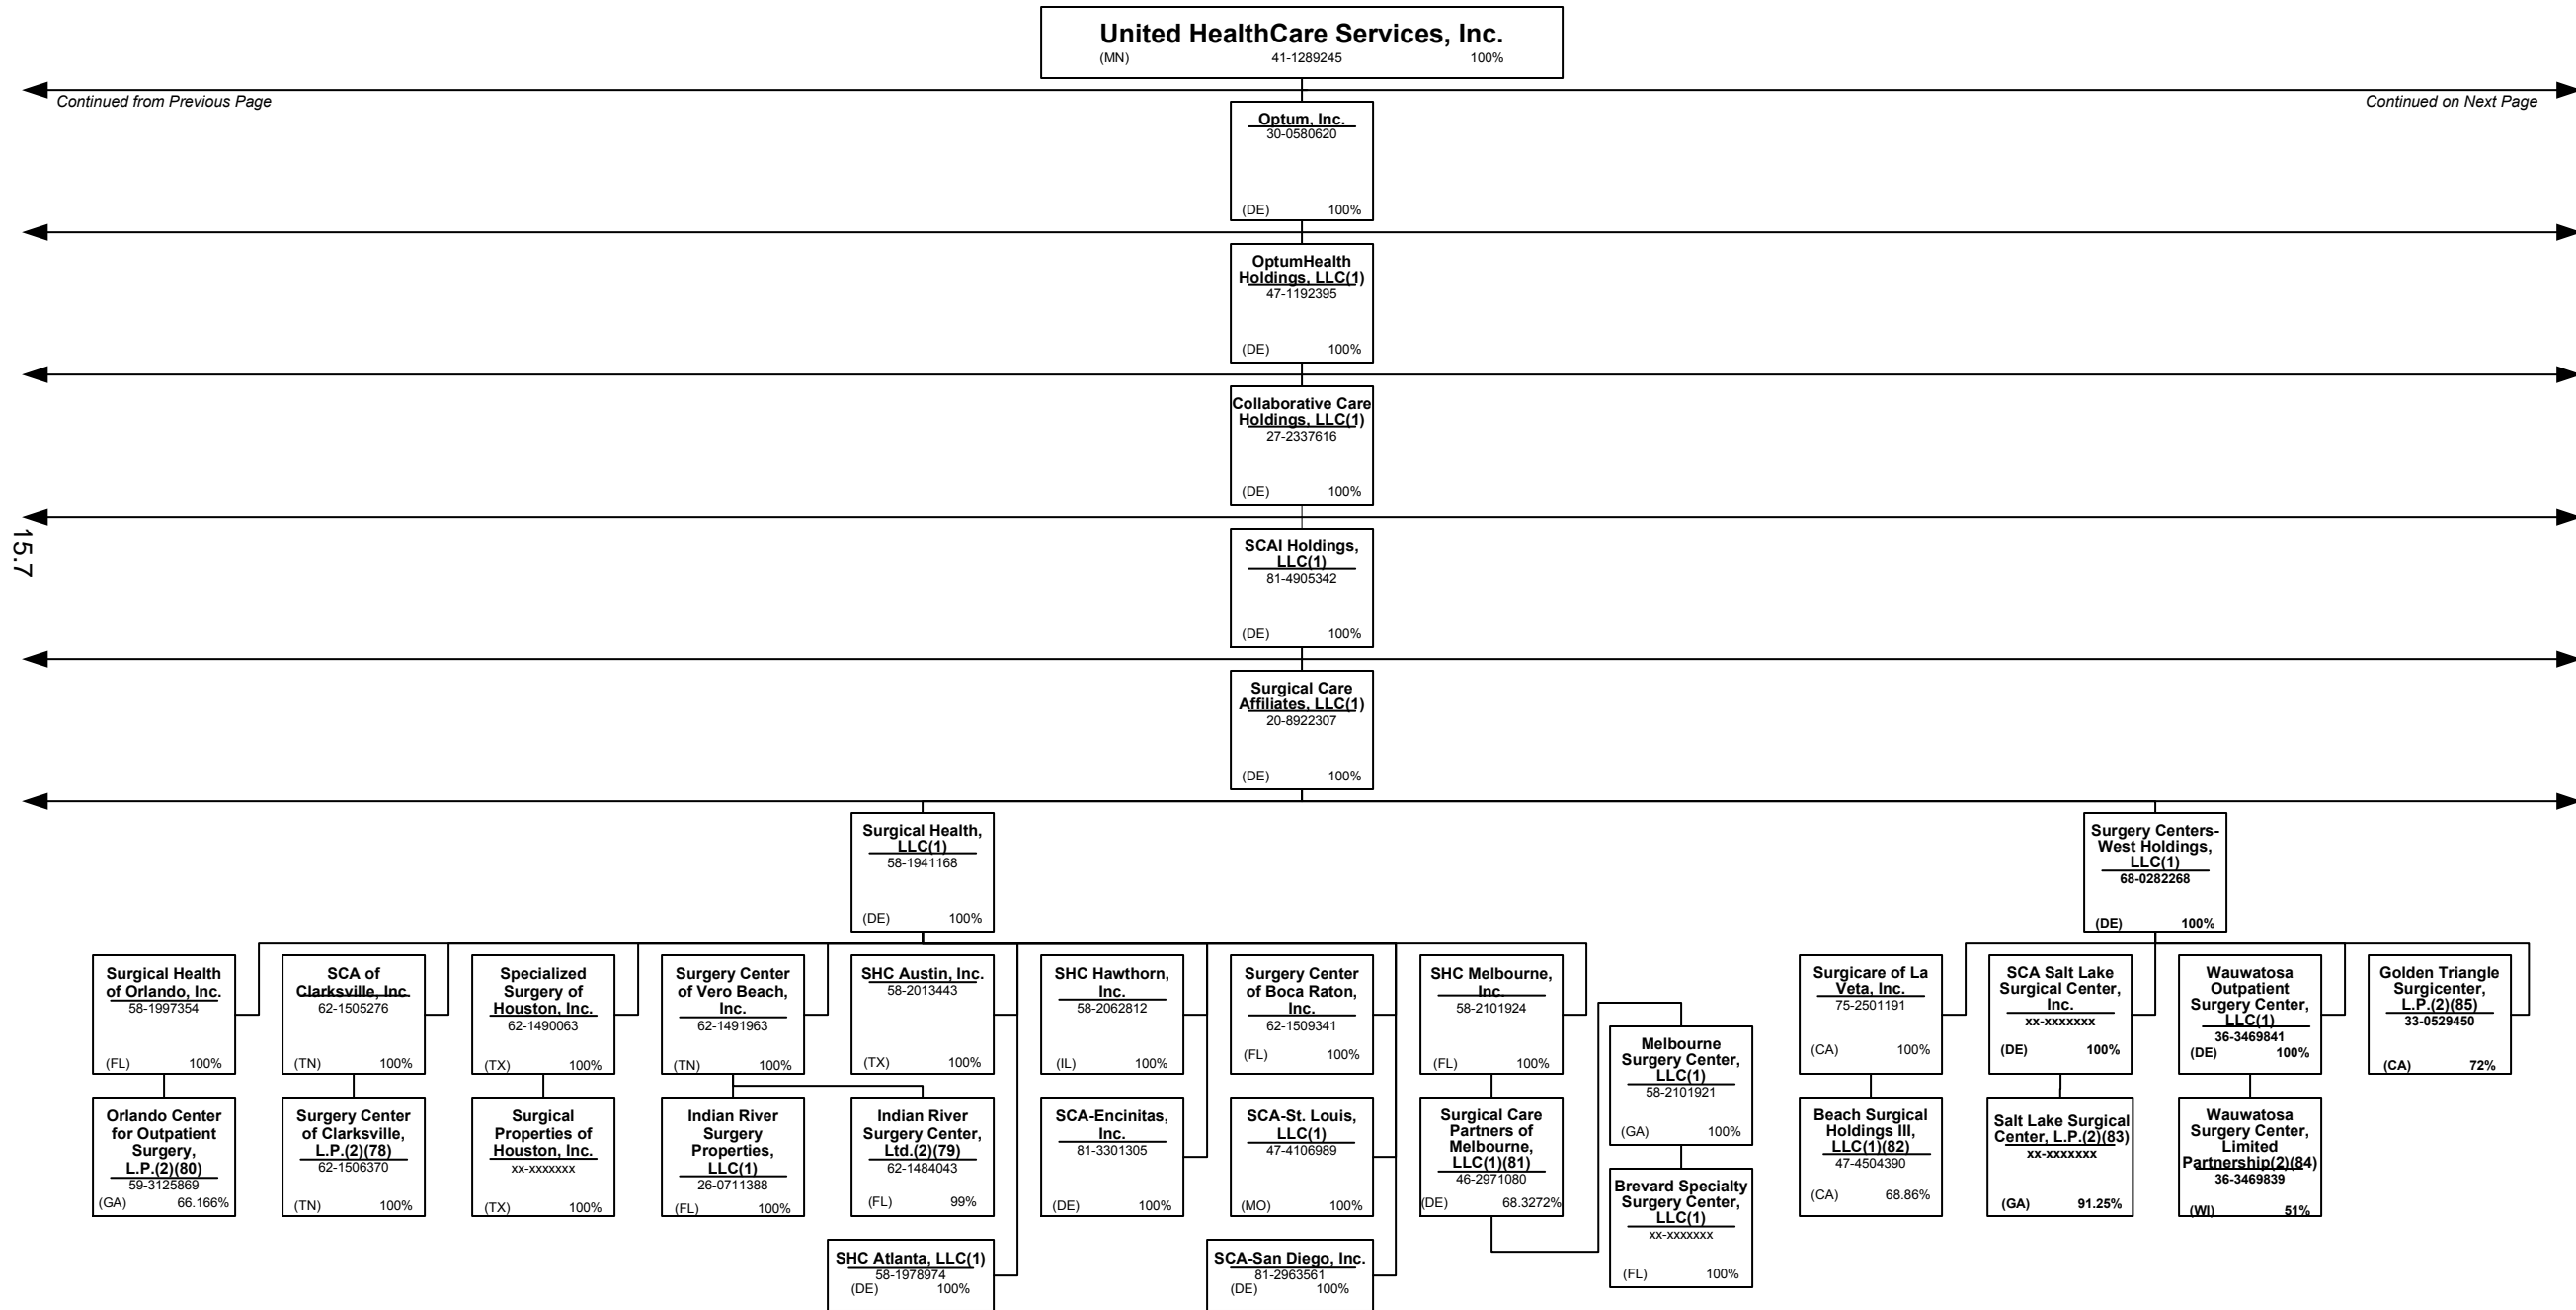 United HealthCare Services, Inc.
(MN) 41-1289245 100%
Continued from Previous Page
Continued on Next Page
Optum, Inc.
30-0580620
(DE) 100%
OptumHealth
Holdings, LLC(1)
47-1192395
(DE) 100%
Collaborative Care
Holdings, LLC(1)
27-2337616
(DE) 100%
15.7
SCAI Holdings,
LLC(1)
81-4905342
(DE) 100%
Surgical Care
Affiliates, LLC(1)
20-8922307
(DE) 100%
Surgical Health,
LLC(1)
58-1941168
(DE) 100%
Surgery Centers-
West Holdings,
LLC(1)
68-0282268
(DE) 100%
Surgical Health
of Orlando, Inc.
58-1997354
(FL) 100%
SCA of
Clarksville, Inc.
62-1505276
(TN) 100%
Specialized
Surgery of
Houston, Inc.
62-1490063
(TX) 100%
Surgery Center
of Vero Beach,
Inc.
62-1491963
(TN) 100%
SHC Austin, Inc.
58-2013443
(TX) 100%
SHC Hawthorn,
Inc.
58-2062812
(IL) 100%
Surgery Center
of Boca Raton,
Inc.
62-1509341
(FL) 100%
SHC Melbourne,
Inc.
58-2101924
(FL) 100%
Melbourne
Surgery Center,
LLC(1)
58-2101921
(GA) 100%
Surgicare of La
Veta, Inc.
75-2501191
(CA) 100%
SCA Salt Lake
Surgical Center,
Inc.
xx-xxxxxxx
(DE) 100%
Wauwatosa
Outpatient
Surgery Center,
LLC(1)
36-3469841
(DE) 100%
Golden Triangle
Surgicenter,
L.P.(2)(85)
33-0529450
(CA) 72%
Orlando Center
for Outpatient
Surgery,
L.P.(2)(80)
59-3125869
(GA) 66.166%
Surgery Center
of Clarksville,
L.P.(2)(78)
62-1506370
(TN) 100%
Surgical
Properties of
Houston, Inc.
xx-xxxxxxx
(TX) 100%
Indian River
Surgery
Properties,
LLC(1)
26-0711388
(FL) 100%
Indian River
Surgery Center,
Ltd.(2)(79)
62-1484043
(FL) 99%
SCA-Encinitas,
Inc.
81-3301305
(DE) 100%
SCA-St. Louis,
LLC(1)
47-4106989
(MO) 100%
Surgical Care
Partners of
Melbourne,
LLC(1)(81)
46-2971080
(DE) 68.3272%
Brevard Specialty
Surgery Center,
LLC(1)
xx-xxxxxxx
(FL) 100%
Beach Surgical
Holdings III,
LLC(1)(82)
47-4504390
(CA) 68.86%
Salt Lake Surgical
Center, L.P.(2)(83)
xx-xxxxxxx
(GA) 91.25%
Wauwatosa
Surgery Center,
Limited
Partnership(2)(84)
36-3469839
(WI) 51%
SHC Atlanta, LLC(1)
58-1978974
(DE) 100%
SCA-San Diego, Inc.
81-2963561
(DE) 100%